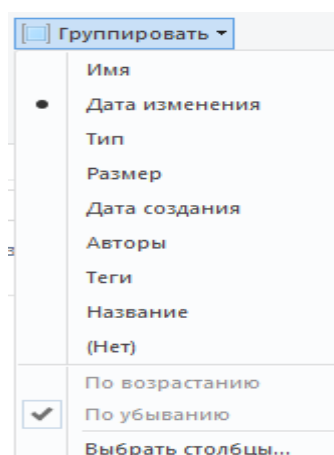 Группировать
Имя
Дата изменения
Тип
Размер
Дата создания
Авторы
Теги
Название
(Нет)
По возрастанию
По убыванию
Выбрать столбцы...